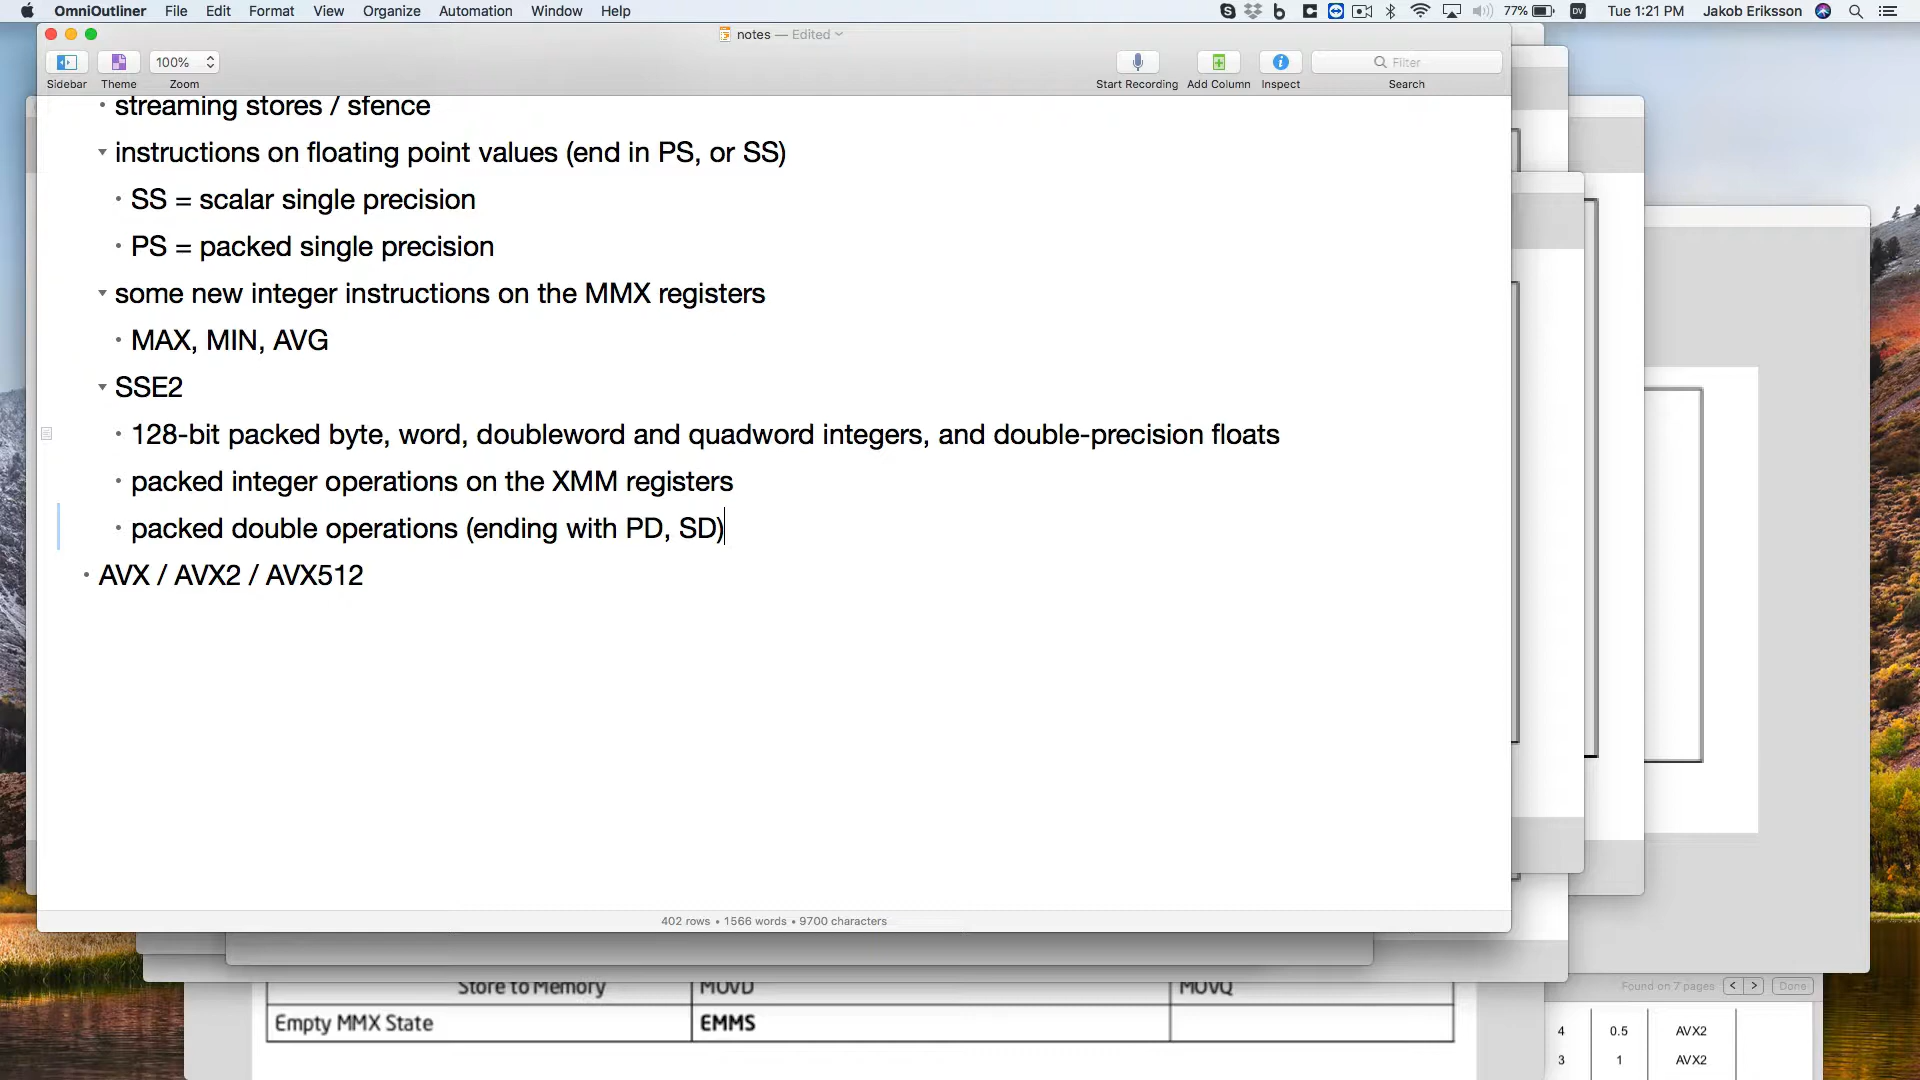 OmniOutliner File Edit Format View Organize Automation Window Help
77% DV Tue 1:21 PM Jakob Eriksson
notes — Edited
100%
Sidebar Theme Zoom
Filter
Start Recording Add Column Inspect Search
• streaming stores / sfence
instructions on floating point values (end in PS, or SS)
• SS = scalar single precision
• PS = packed single precision
some new integer instructions on the MMX registers
• MAX, MIN, AVG
SSE2
• 128-bit packed byte, word, doubleword and quadword integers, and double-precision floats
• packed integer operations on the XMM registers
• packed double operations (ending with PD, SD)
• AVX / AVX2 / AVX512
402 rows • 1566 words • 9700 characters
Store to Memory MOVD MOVQ
Empty MMX State EMMS
Found on 7 pages < > Done
4 0.5 AVX2
3 1 AVX2